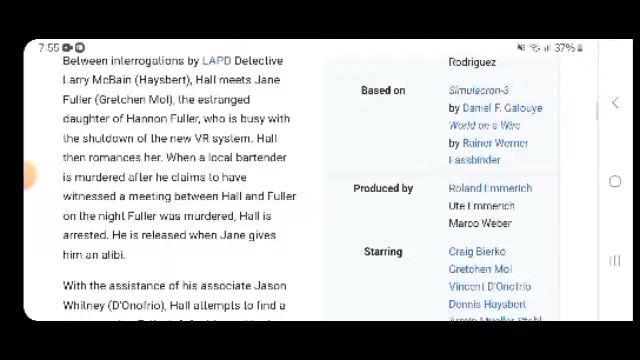 7:55
37%
Between interrogations by LAPD Detective
Larry McBain (Haysbert), Hall meets Jane
Fuller (Gretchen Mol), the estranged
daughter of Hannon Fuller, who is busy with
the shutdown of the new VR system. Hall
then romances her. When a local bartender
is murdered after he claims to have
witnessed a meeting between Hall and Fuller
on the night Fuller was murdered, Hall is
arrested. He is released when Jane gives
him an alibi.
With the assistance of his associate Jason
Whitney (D'Onofrio), Hall attempts to find a
Rodriguez
Based on
Simulacron-3
by Daniel F. Galouye
World on a Wire
by Rainer Werner
Fassbinder
Produced by
Roland Emmerich
Ute Emmerich
Marco Weber
Starring
Craig Bierko
Gretchen Mol
Vincent D'Onofrio
Dennis Haysbert
Armin Mueller-Stahl